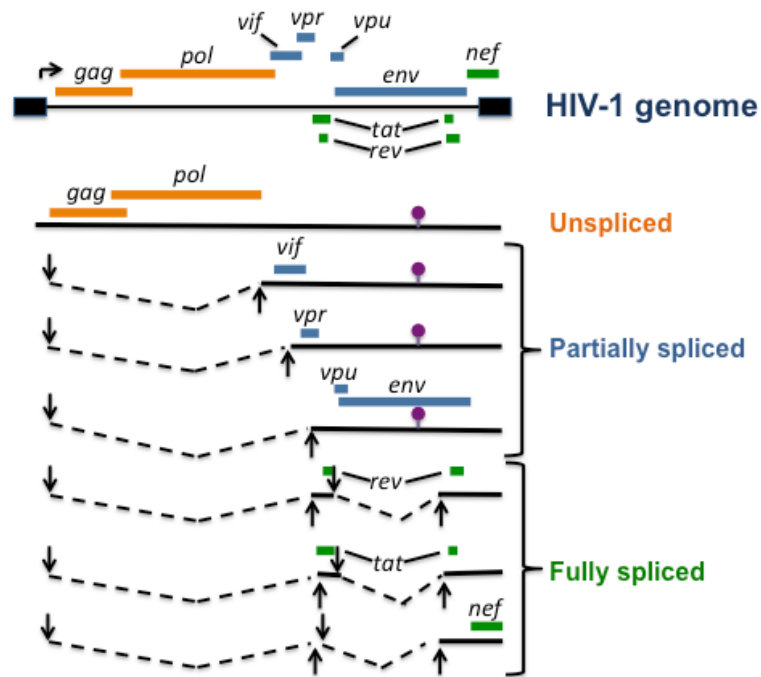 vif vpr vpu
gag pol env nef
HIV-1 genome
tat
rev
gag pol
Unspliced
vif
vpr
Partially spliced
vpu env
rev
tat
Fully spliced
nef